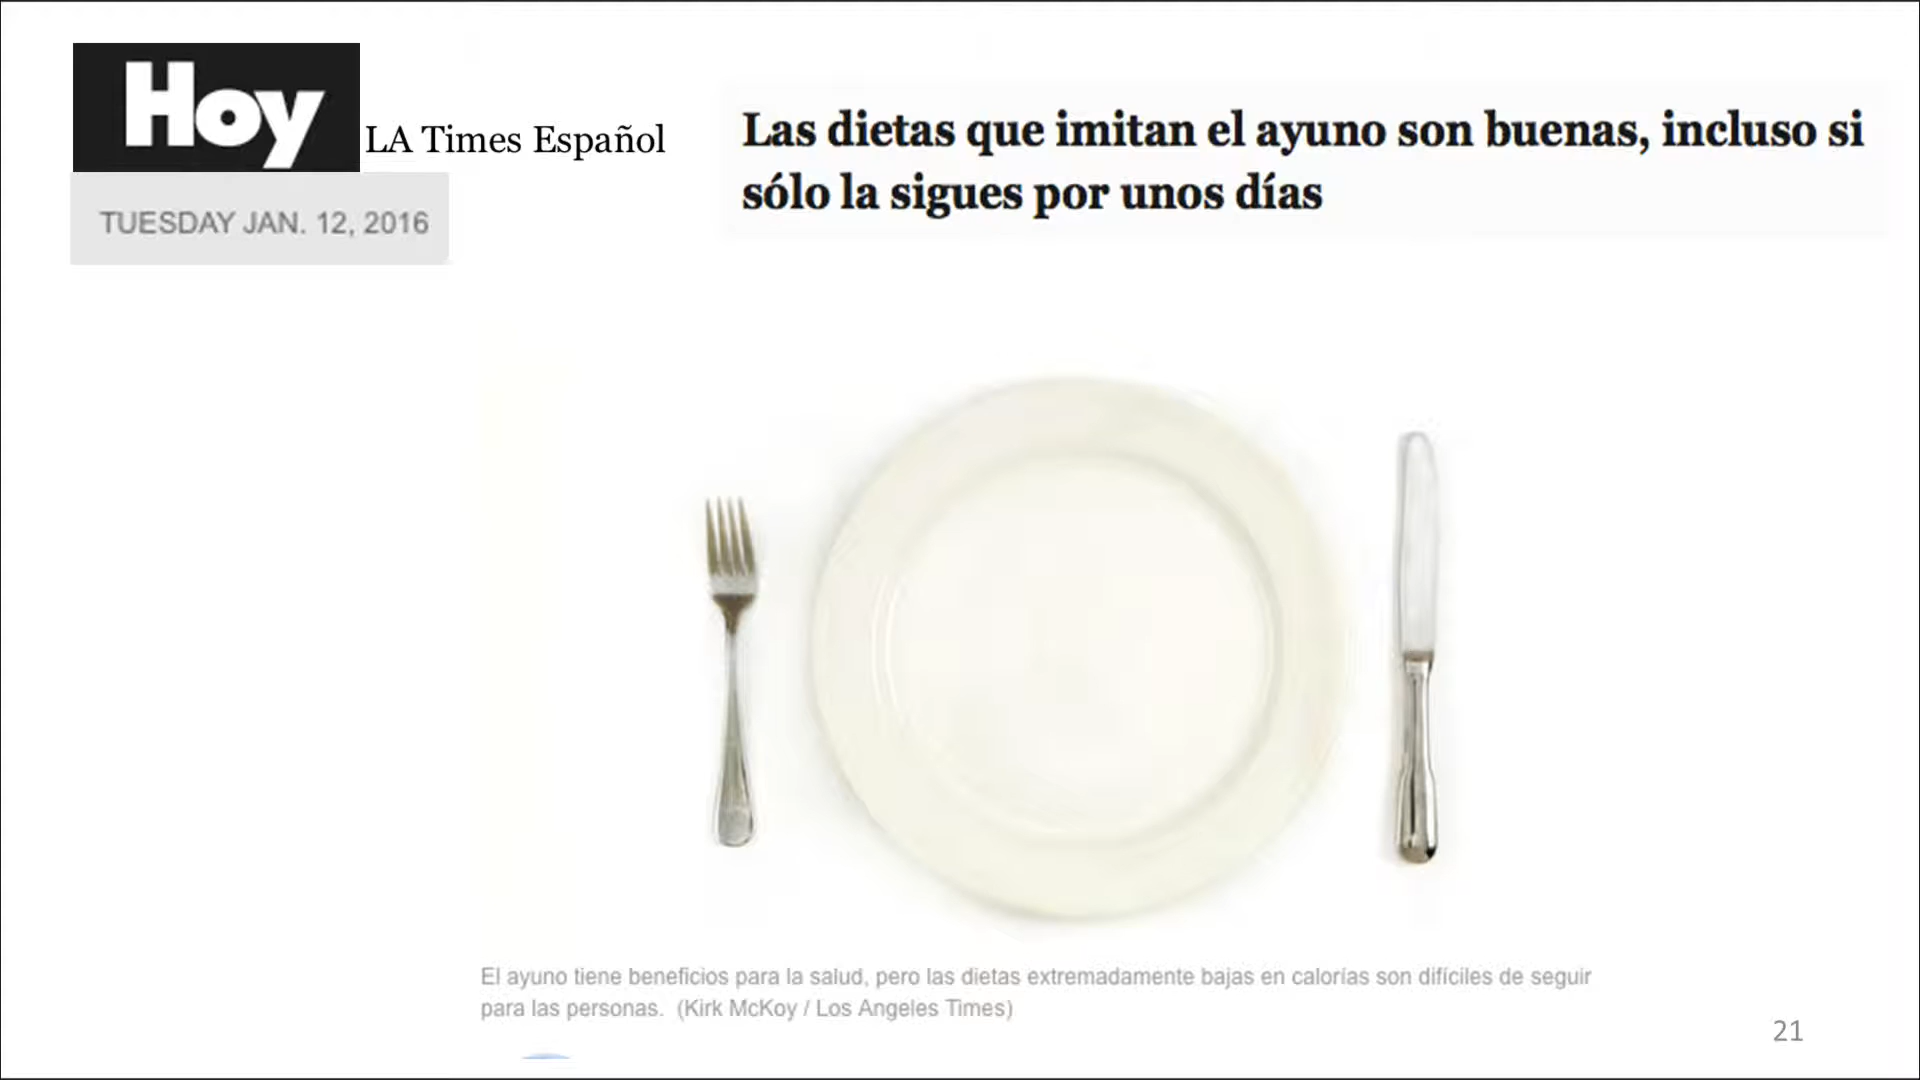 Hoy
LA Times Español
TUESDAY JAN. 12, 2016
Las dietas que imitan el ayuno son buenas, incluso si
sólo la sigues por unos días
El ayuno tiene beneficios para la salud, pero las dietas extremadamente bajas en calorías son difíciles de seguir
para las personas. (Kirk McKoy / Los Angeles Times)
21